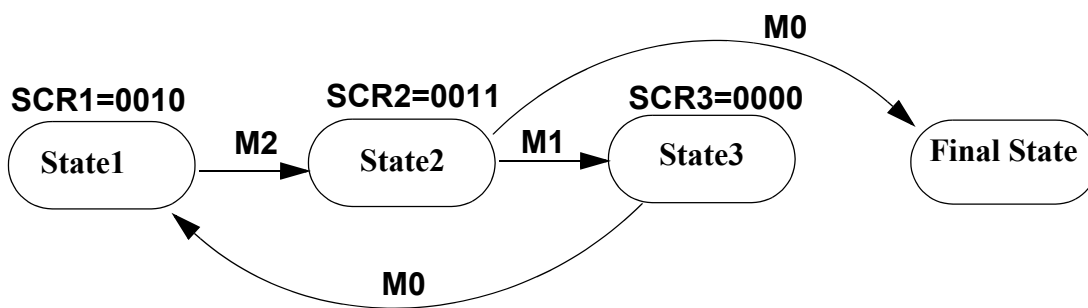 M0
SCR1=0010
SCR2=0011
SCR3=0000
State1
M2
State2
M1
State3
Final State
M0